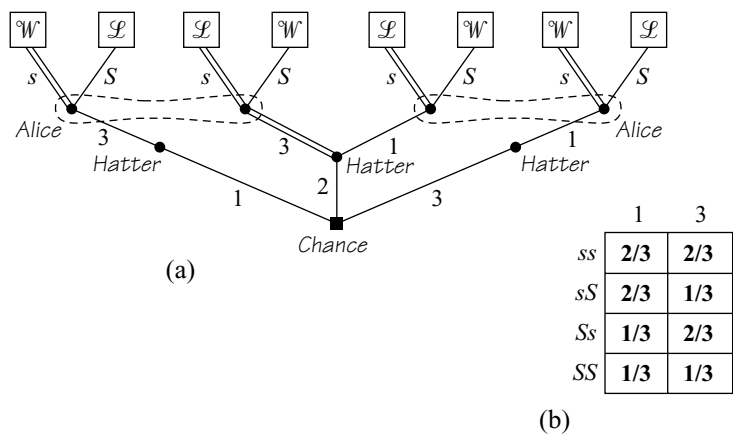 𝒲 ℒ ℒ 𝒲 ℒ 𝒲 𝒲 ℒ
s S s S s S s S
Alice 3 3 1 1 Alice
Hatter Hatter Hatter
1 2 3
Chance
(a)
1 3
ss 2/3 2/3
sS 2/3 1/3
Ss 1/3 2/3
SS 1/3 1/3
(b)